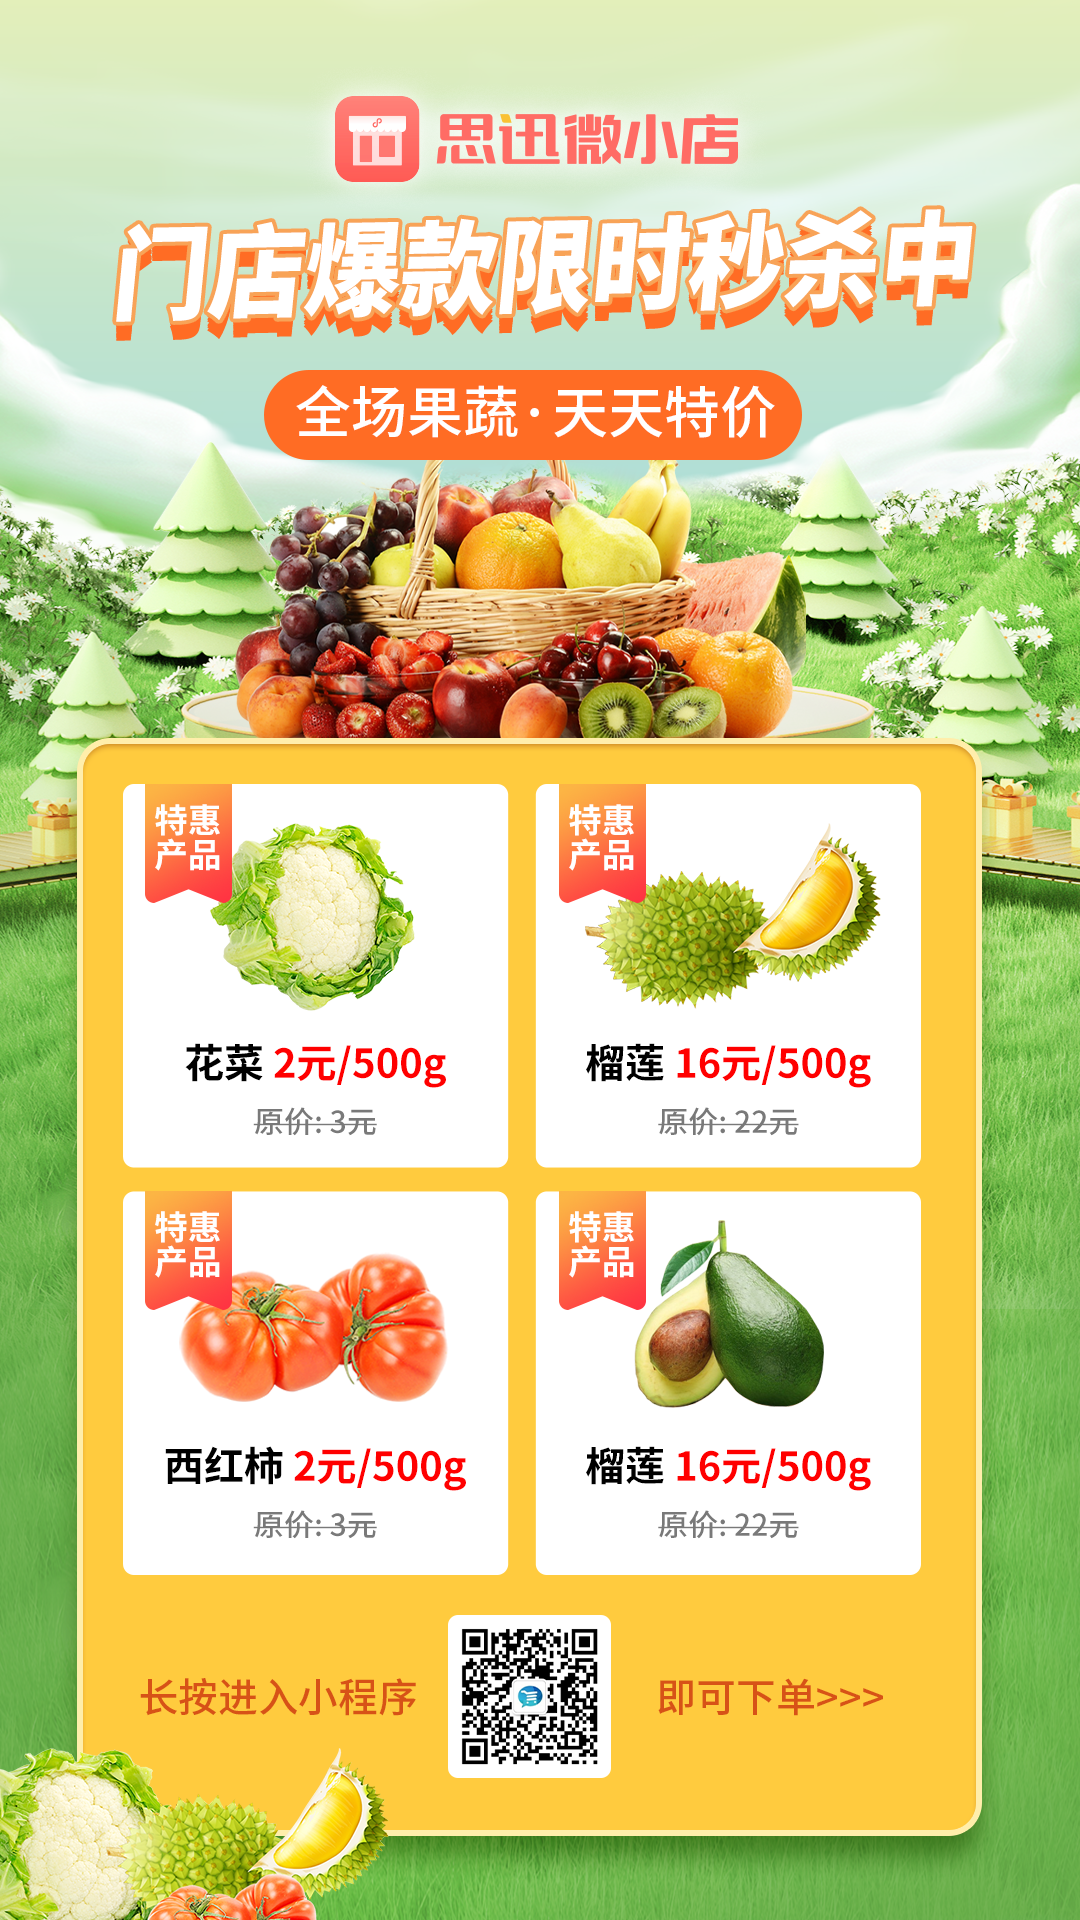 思迅微小店
门店爆款限时秒杀中
全场果蔬·天天特价
特惠
产品
花菜 2元/500g
原价: 3元
特惠
产品
榴莲 16元/500g
原价: 22元
特惠
产品
西红柿 2元/500g
原价: 3元
特惠
产品
榴莲 16元/500g
原价: 22元
长按进入小程序
即可下单>>>